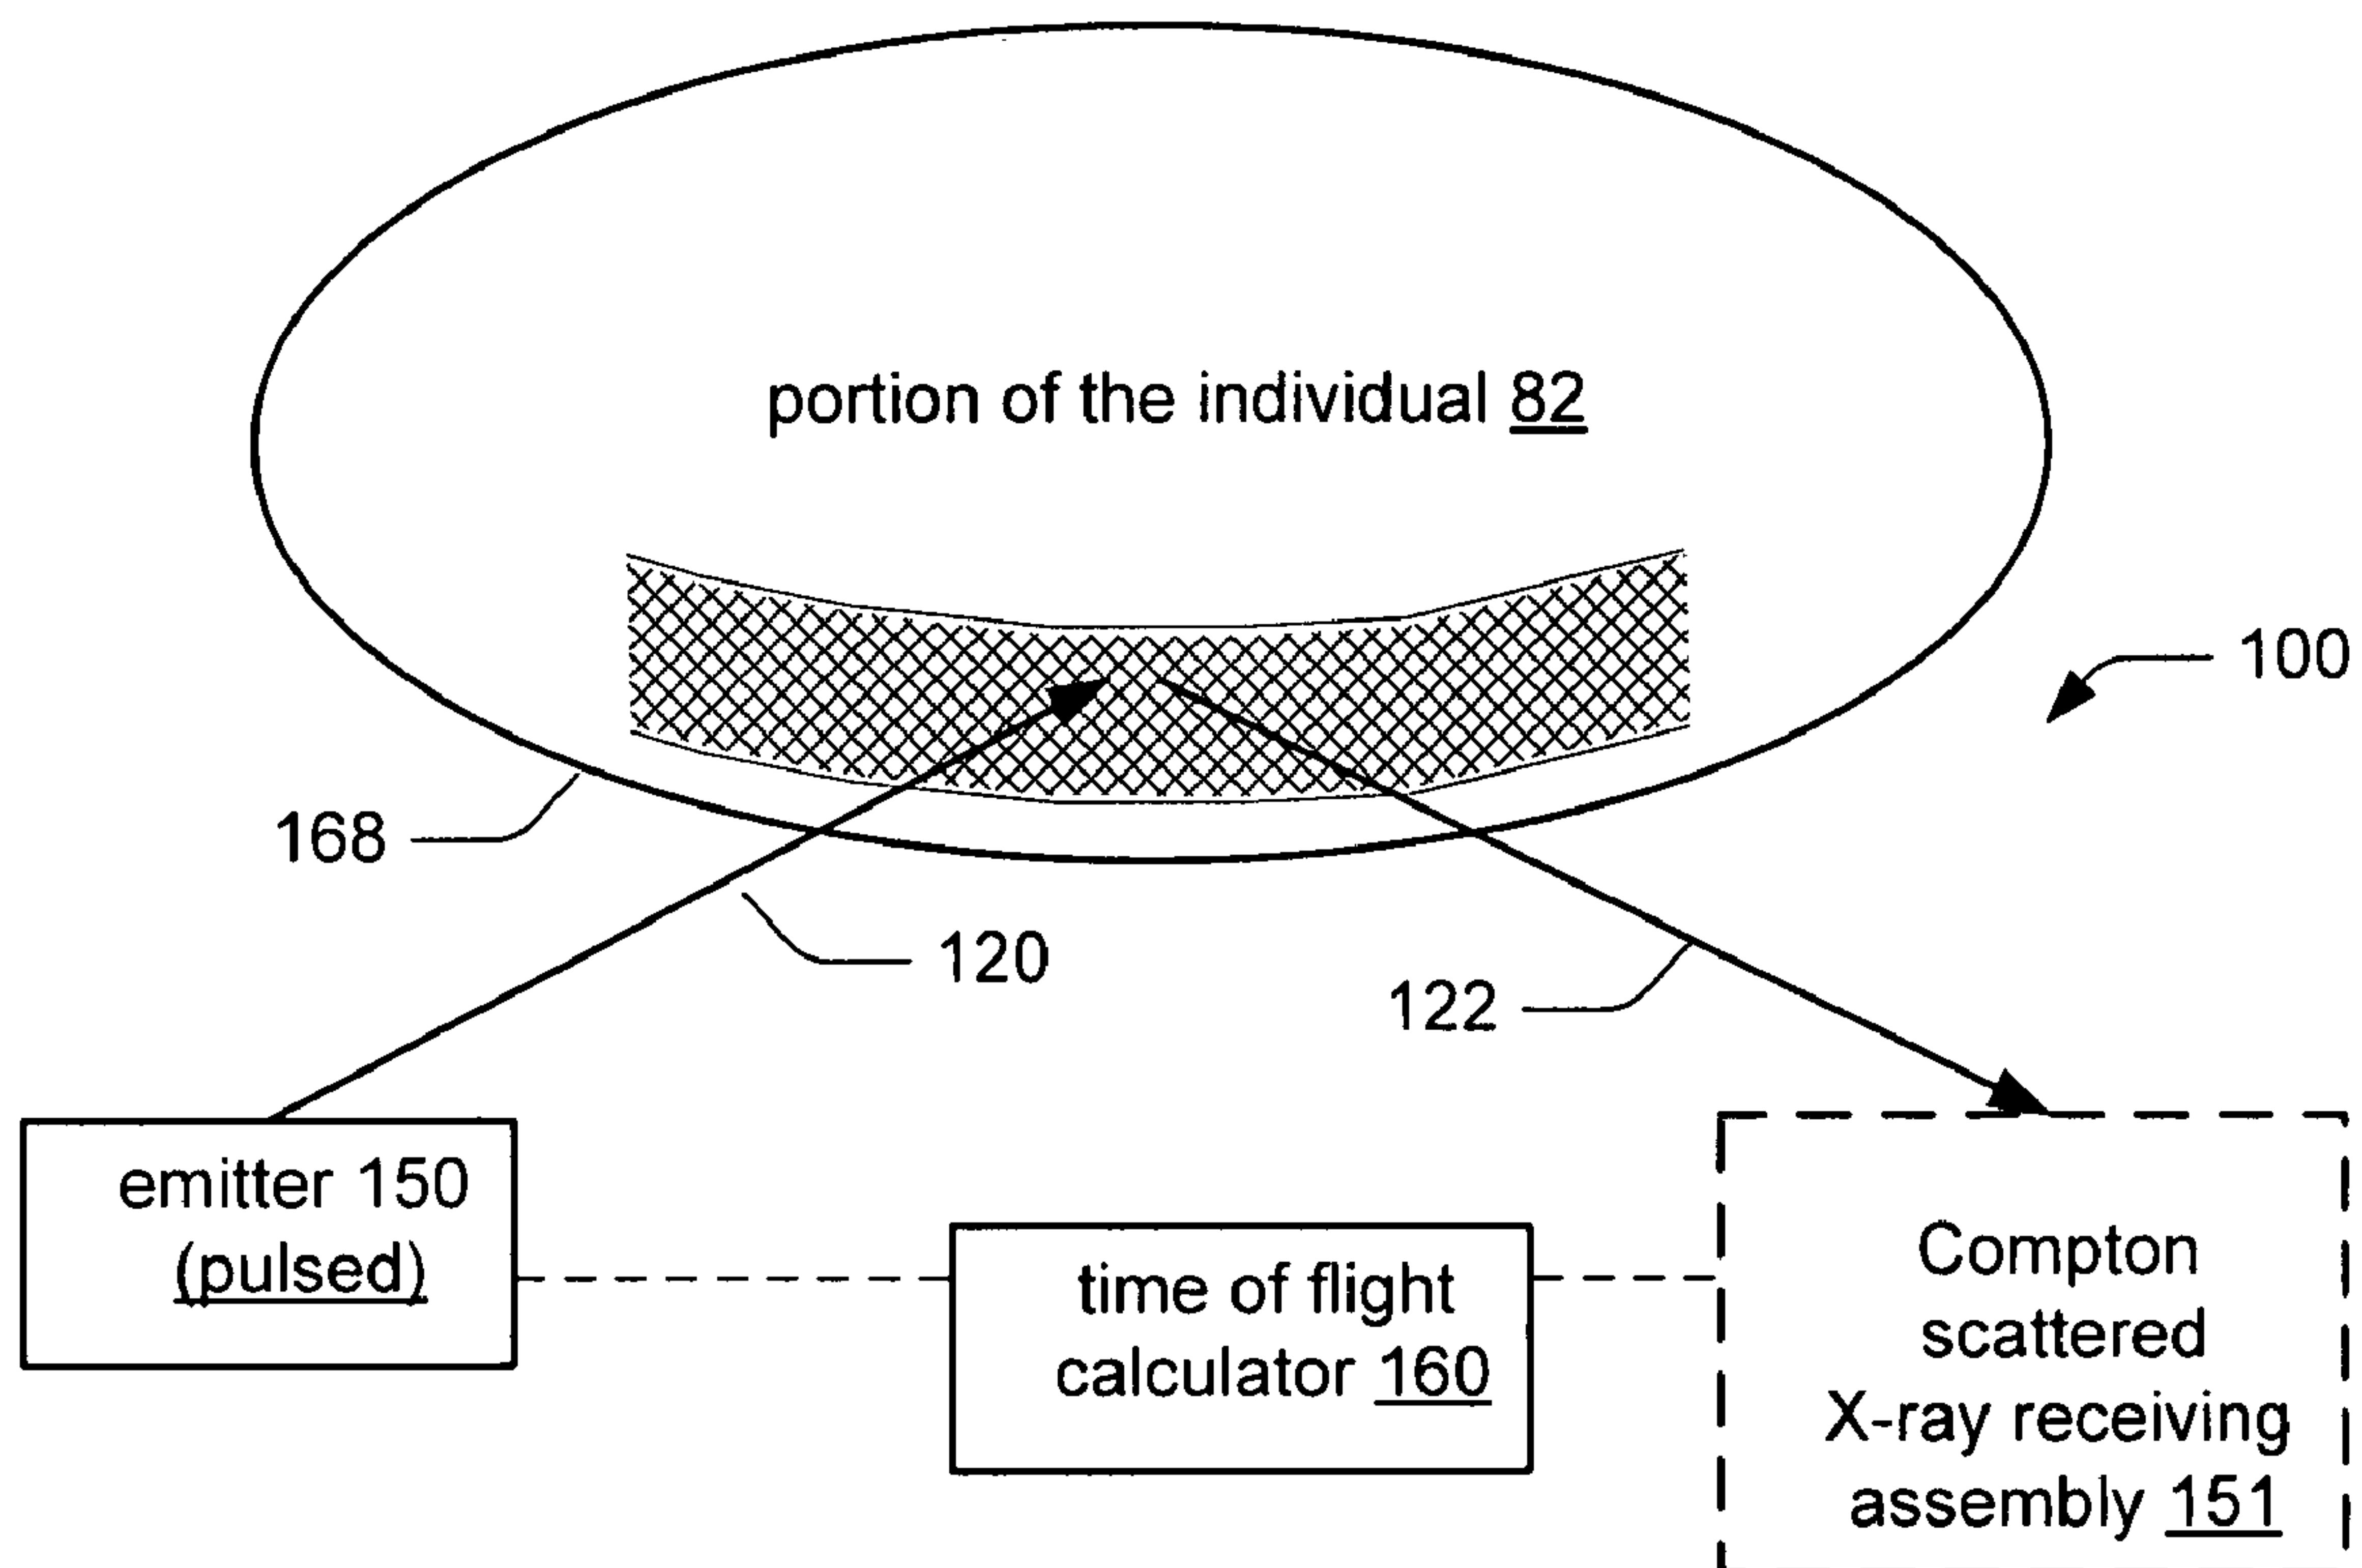 portion of the individual 82
100
168
120
122
emitter 150
(pulsed)
time of flight
calculator 160
Compton
scattered
X-ray receiving
assembly 151